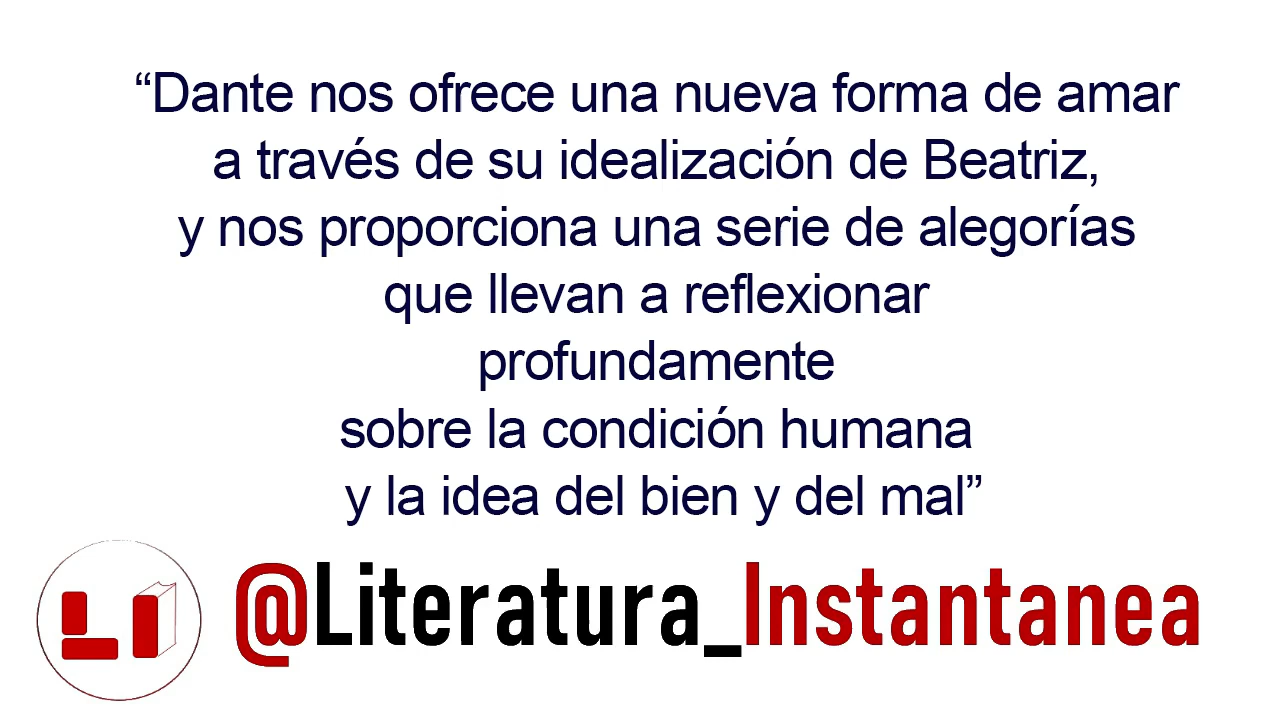 “Dante nos ofrece una nueva forma de amar
a través de su idealización de Beatriz,
y nos proporciona una serie de alegorías
que llevan a reflexionar
profundamente
sobre la condición humana
y la idea del bien y del mal”
LI
@Literatura_Instantanea